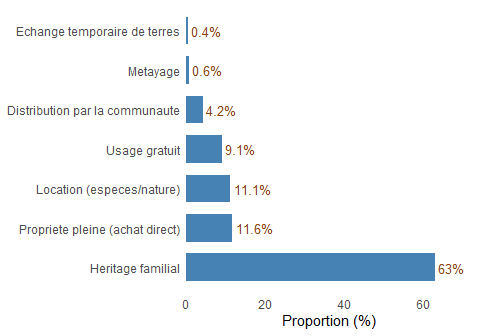 Echange temporaire de terres 0.4%
Metayage 0.6%
Distribution par la communaute 4.2%
Usage gratuit 9.1%
Location (especes/nature) 11.1%
Propriete pleine (achat direct) 11.6%
Heritage familial 63%
0 20 40 60
Proportion (%)